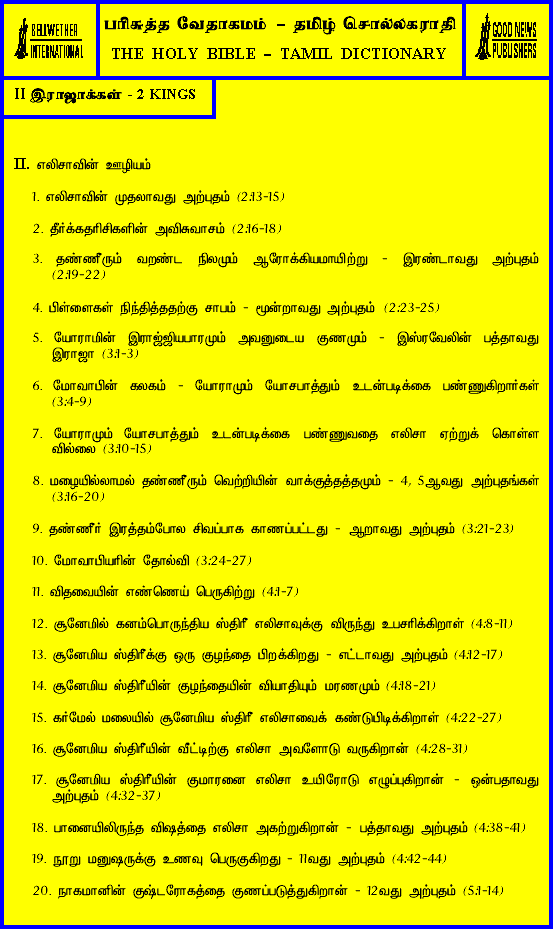 BELLWETHER
INTERNATIONAL
பரிசுத்த வேதாகமம் – தமிழ் சொல்லகராதி
THE HOLY BIBLE – TAMIL DICTIONARY
GOOD NEWS
PUBLISHERS
II இராஜாக்கள் - 2 KINGS
II. எலிசாவின் ஊழியம்
1. எலிசாவின் முதலாவது அற்புதம் (2:13-15)
2. தீர்க்கதரிசிகளின் அவிசுவாசம் (2:16-18)
3. தண்ணீரும் வறண்ட நிலமும் ஆரோக்கியமாயிற்று - இரண்டாவது அற்புதம்
(2:19-22)
4. பிள்ளைகள் நிந்தித்ததற்கு சாபம் - மூன்றாவது அற்புதம் (2:23-25)
5. யோராமின் இராஜ்ஜியபாரமும் அவனுடைய குணமும் - இஸ்ரவேலின் பத்தாவது
இராஜா (3:1-3)
6. மோவாபின் கலகம் - யோராமும் யோசபாத்தும் உடன்படிக்கை பண்ணுகிறார்கள்
(3:4-9)
7. யோராமும் யோசபாத்தும் உடன்படிக்கை பண்ணுவதை எலிசா ஏற்றுக் கொள்ள
வில்லை (3:10-15)
8. மழையில்லாமல் தண்ணீரும் வெற்றியின் வாக்குத்தத்தமும் - 4, 5ஆவது அற்புதங்கள்
(3:16-20)
9. தண்ணீர் இரத்தம்போல சிவப்பாக காணப்பட்டது - ஆறாவது அற்புதம் (3:21-23)
10. மோவாபியரின் தோல்வி (3:24-27)
11. விதவையின் எண்ணெய் பெருகிற்று (4:1-7)
12. சூனேமில் கனம்பொருந்திய ஸ்திரீ எலிசாவுக்கு விருந்து உபசரிக்கிறாள் (4:8-11)
13. சூனேமிய ஸ்திரீக்கு ஒரு குழந்தை பிறக்கிறது - எட்டாவது அற்புதம் (4:12-17)
14. சூனேமிய ஸ்திரீயின் குழந்தையின் வியாதியும் மரணமும் (4:18-21)
15. கர்மேல் மலையில் சூனேமிய ஸ்திரீ எலிசாவைக் கண்டுபிடிக்கிறாள் (4:22-27)
16. சூனேமிய ஸ்திரீயின் வீட்டிற்கு எலிசா அவளோடு வருகிறான் (4:28-31)
17. சூனேமிய ஸ்திரீயின் குமாரனை எலிசா உயிரோடு எழுப்புகிறான் - ஒன்பதாவது
அற்புதம் (4:32-37)
18. பானையிலிருந்த விஷத்தை எலிசா அகற்றுகிறான் - பத்தாவது அற்புதம் (4:38-41)
19. நூறு மனுஷருக்கு உணவு பெருகுகிறது - 11வது அற்புதம் (4:42-44)
20. நாகமானின் குஷ்டரோகத்தை குணப்படுத்துகிறான் - 12வது அற்புதம் (5:1-14)